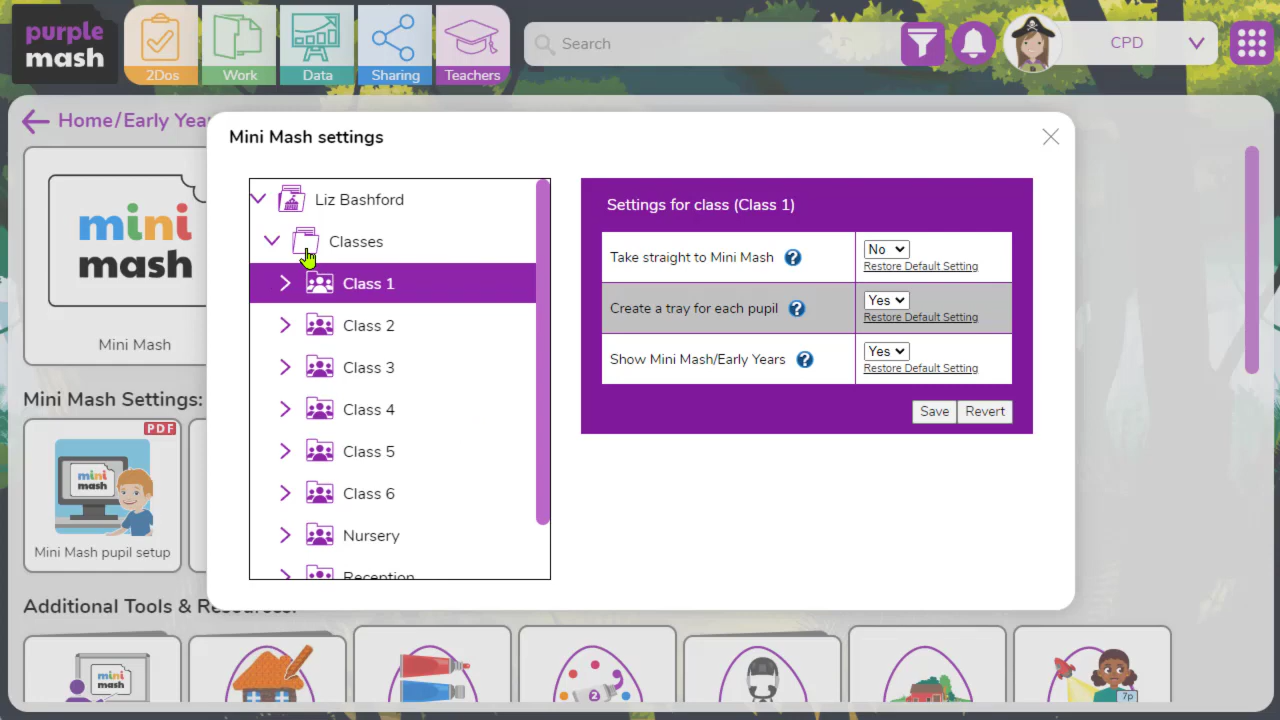 purple
mash
2Dos
Work
Data
Sharing
Teachers
Search
CPD
Home/Early Yea
mini
mash
Mini Mash
Mini Mash Settings:
PDF
mini
mash
Mini Mash pupil setup
Additional Tools & Resources:
mini
mash
2
7p
Mini Mash settings
Liz Bashford
Classes
Class 1
Class 2
Class 3
Class 4
Class 5
Class 6
Nursery
Reception
Settings for class (Class 1)
Take straight to Mini Mash ?
No
Restore Default Setting
Create a tray for each pupil ?
Yes
Restore Default Setting
Show Mini Mash/Early Years ?
Yes
Restore Default Setting
Save Revert